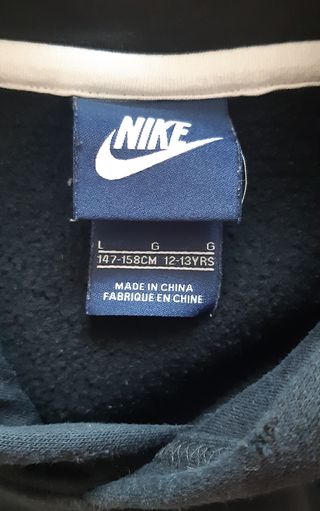 NIKE
L G G
147-158CM 12-13YRS
MADE IN CHINA
FABRIQUE EN CHINE